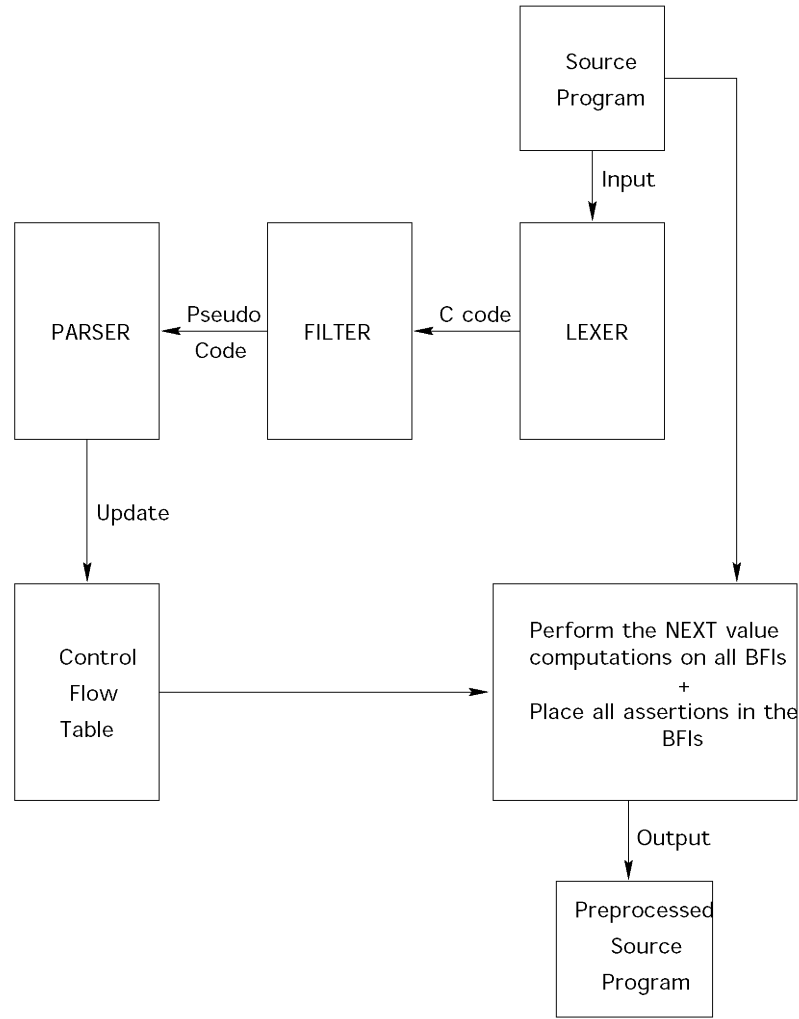 Source
Program
Input
PARSER
Pseudo
Code
FILTER
C code
LEXER
Update
Control
Flow
Table
Perform the NEXT value
computations on all BFIs
+
Place all assertions in the
BFIs
Output
Preprocessed
Source
Program